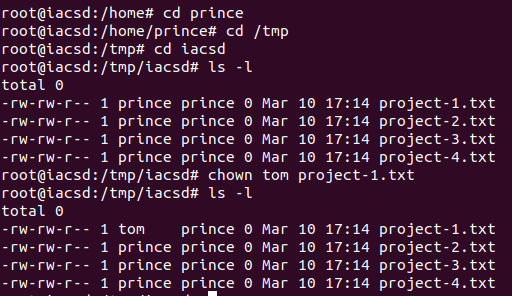 root@iacsd:/home# cd prince
root@iacsd:/home/prince# cd /tmp
root@iacsd:/tmp# cd iacsd
root@iacsd:/tmp/iacsd# ls -l
total 0
-rw-rw-r-- 1 prince prince 0 Mar 10 17:14 project-1.txt
-rw-rw-r-- 1 prince prince 0 Mar 10 17:14 project-2.txt
-rw-rw-r-- 1 prince prince 0 Mar 10 17:14 project-3.txt
-rw-rw-r-- 1 prince prince 0 Mar 10 17:14 project-4.txt
root@iacsd:/tmp/iacsd# chown tom project-1.txt
root@iacsd:/tmp/iacsd# ls -l
total 0
-rw-rw-r-- 1 tom    prince 0 Mar 10 17:14 project-1.txt
-rw-rw-r-- 1 prince prince 0 Mar 10 17:14 project-2.txt
-rw-rw-r-- 1 prince prince 0 Mar 10 17:14 project-3.txt
-rw-rw-r-- 1 prince prince 0 Mar 10 17:14 project-4.txt